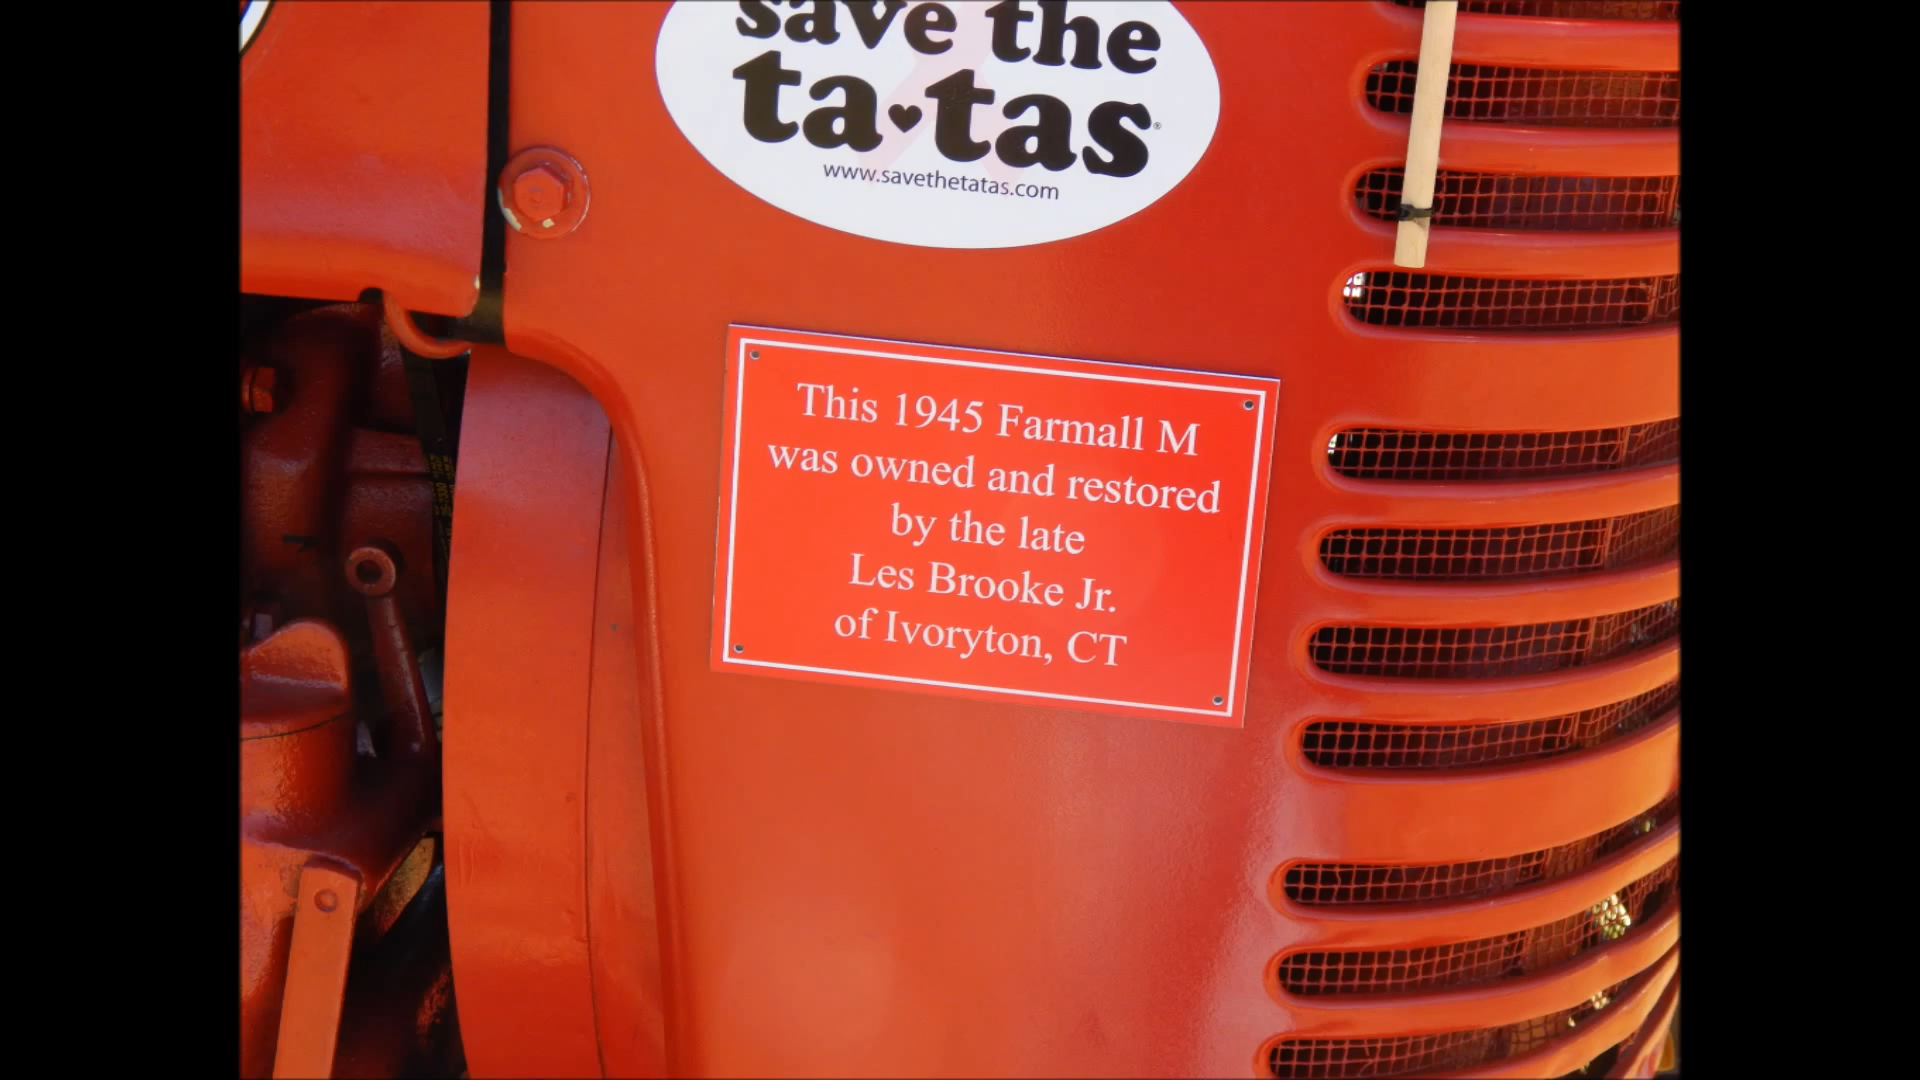 save the
ta♥tas®
www.savethetatas.com
This 1945 Farmall M
was owned and restored
by the late
Les Brooke Jr.
of Ivoryton, CT